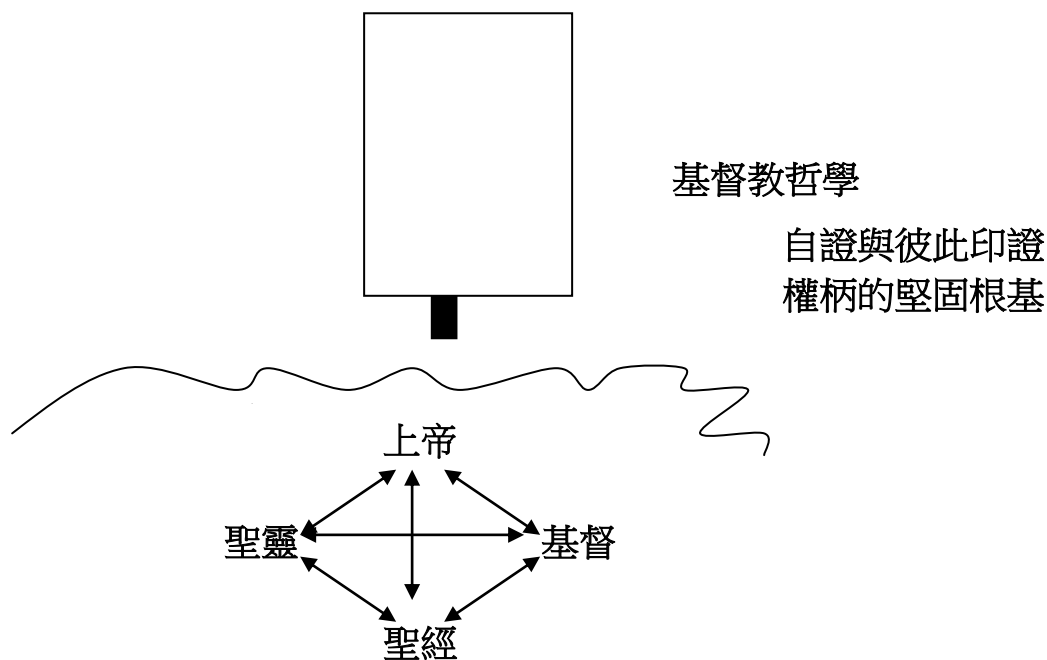 基督教哲學
自證與彼此印證
權柄的堅固根基
上帝
聖靈
基督
聖經